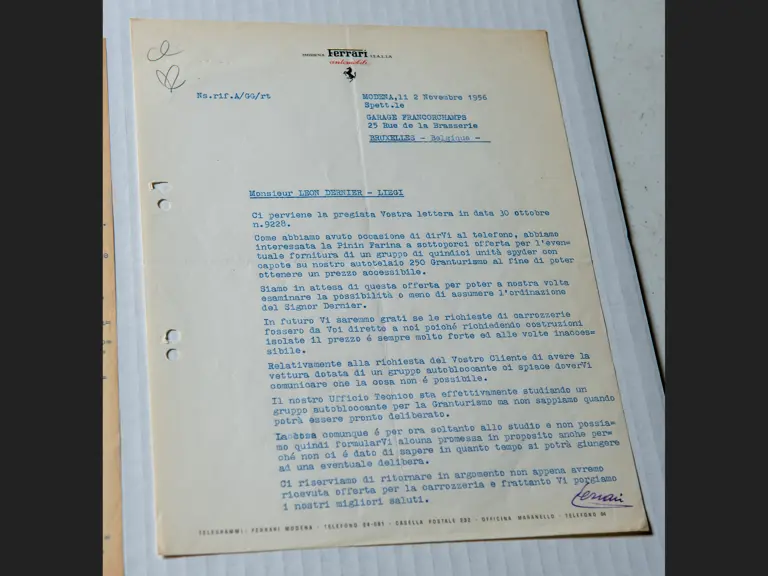 MODENA Ferrari ITALIA
automobili
Ns.rif.A/GG/rt
MODENA,li 2 Novembre 1956
Spett.le
GARAGE FRANCORCHAMPS
25 Rue de la Brasserie
BRUXELLES - Belgique -
Monsieur LEON DERNIER - LIEGI
Ci perviene la pregiata Vostra lettera in data 30 ottobre
n.9228.
Come abbiamo avuto occasione di dirVi al telefono, abbiamo
interessata la Pinin Farina a sottoporci offerta per l'even-
tuale fornitura di un gruppo di quindici unità spyder con
capote su nostro autotelaio 250 Granturismo al fine di poter
ottenere un prezzo accessibile.
Siamo in attesa di questa offerta per poter a nostra volta
esaminare la possibilità o meno di assumere l'ordinazione
del Signor Dernier.
In futuro Vi saremmo grati se le richieste di carrozzerie
fossero da Voi dirette a noi poiché richiedendo costruzioni
isolate il prezzo é sempre molto forte ed alle volte inacces-
sibile.
Relativamente alla richiesta del Vostro Cliente di avere la
vettura dotata di un gruppo autobloccante ci spiace doverVi
comunicare che la cosa non é possibile.
Il nostro Ufficio Tecnico sta effettivamente studiando un
gruppo autobloccante per la Granturismo ma non sappiamo quando
potrà essere pronto deliberato.
La cosa comunque é per ora soltanto allo studio e non possia-
mo quindi formularVi alcuna promessa in proposito anche per-
ché non ci é dato di sapere in quanto tempo si potrà giungere
ad una eventuale delibera.
Ci riserviamo di ritornare in argomento non appena avremo
ricevuta offerta per la carrozzeria e frattanto Vi porgiamo
i nostri migliori saluti.
Ferrari
TELEGRAMMI: FERRARI MODENA - TELEFONO 24-081 - CASELLA POSTALE 232 - OFFICINA MARANELLO - TELEFONO 44